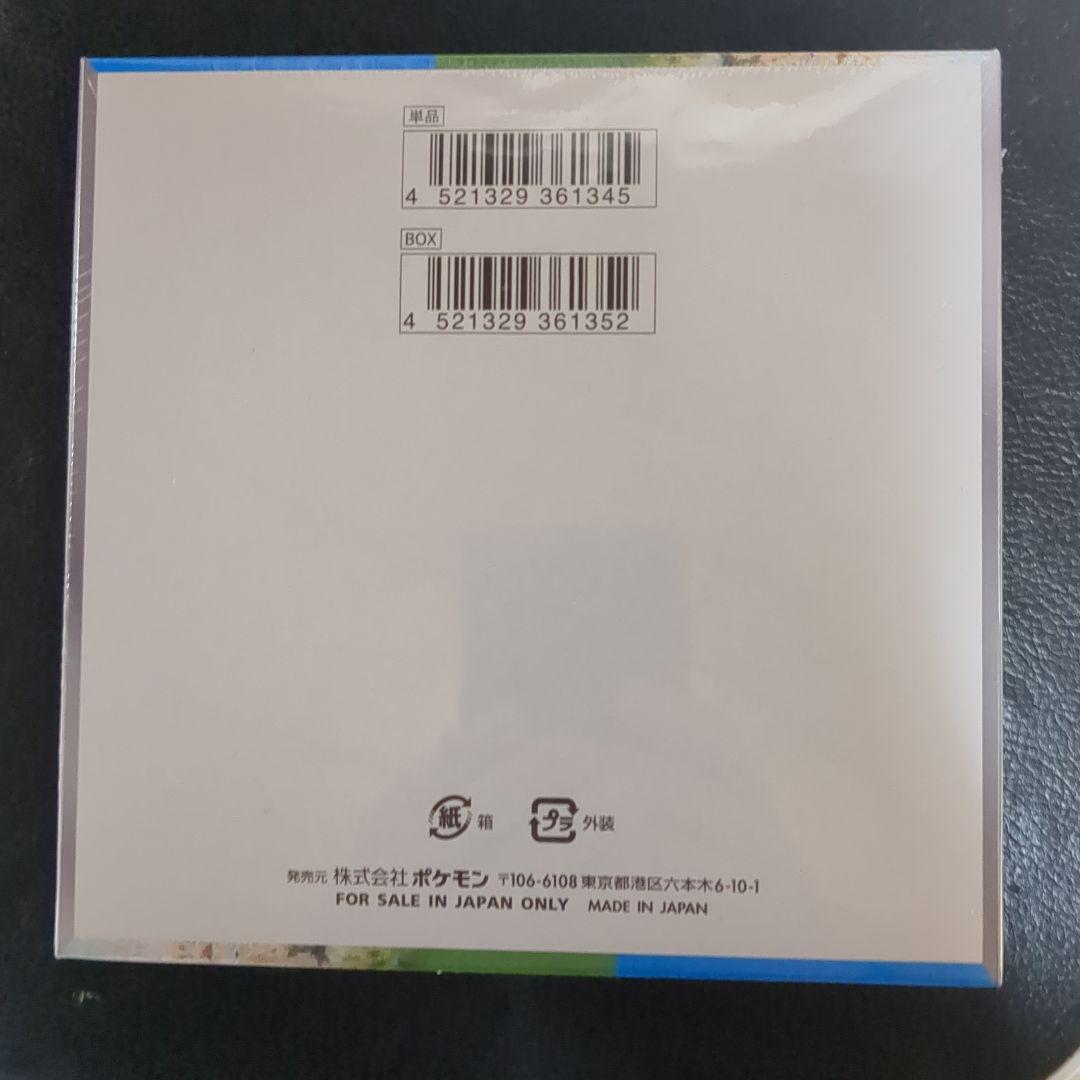 単品
4 521329 361345
BOX
4 521329 361352
紙 箱 プラ 外装
発売元 株式会社 ポケモン 〒106-6108 東京都港区六本木6-10-1
FOR SALE IN JAPAN ONLY MADE IN JAPAN